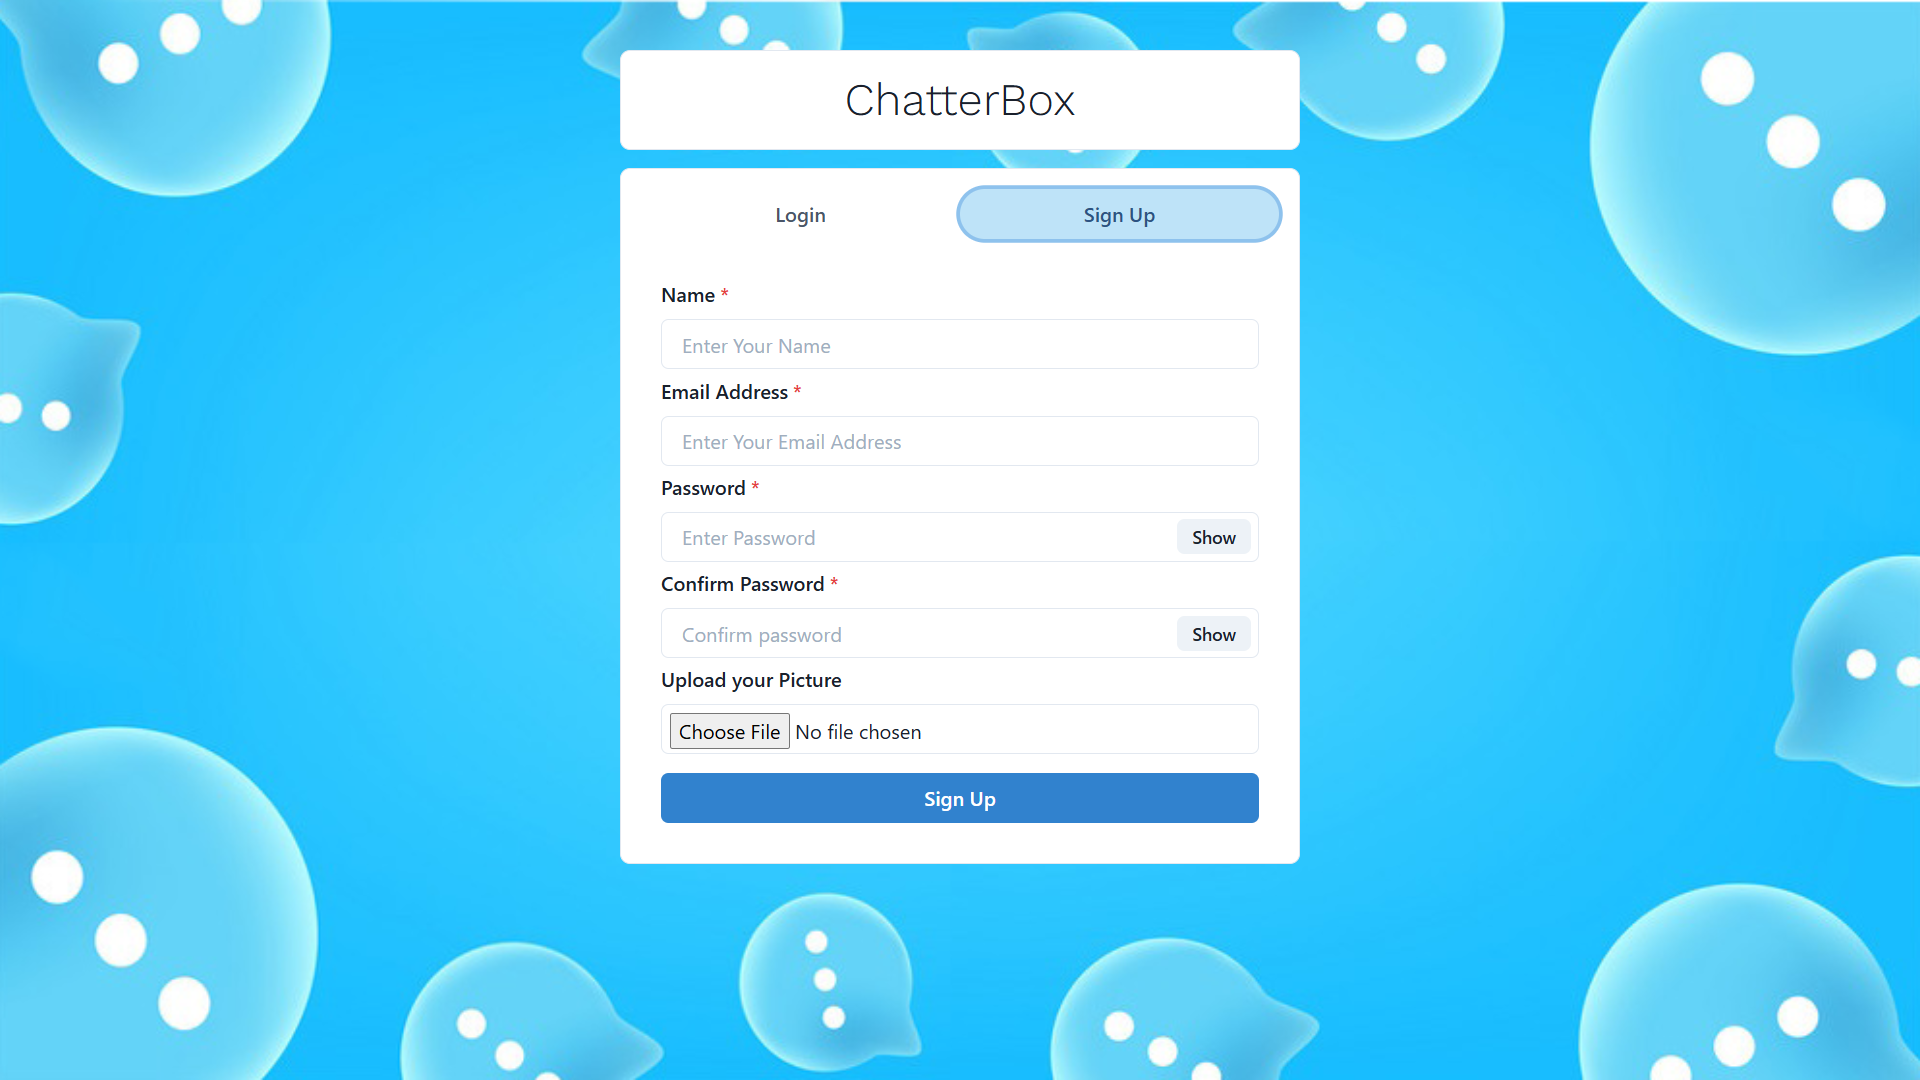 ChatterBox
Login Sign Up
Name *
Enter Your Name
Email Address *
Enter Your Email Address
Password *
Enter Password Show
Confirm Password *
Confirm password Show
Upload your Picture
Choose File No file chosen
Sign Up